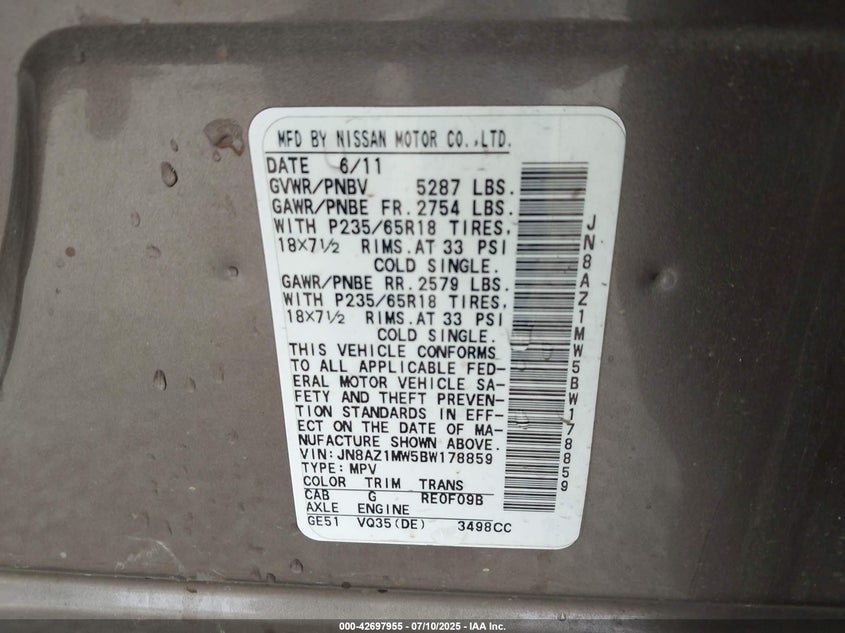 MFD BY NISSAN MOTOR CO.,LTD.
DATE 6/11
GVWR/PNBV 5287 LBS.
GAWR/PNBE FR.2754 LBS.
WITH P235/65R18 TIRES,
18×7½ RIMS.AT 33 PSI
COLD SINGLE.
GAWR/PNBE RR.2579 LBS.
WITH P235/65R18 TIRES,
18×7½ RIMS.AT 33 PSI
COLD SINGLE.
THIS VEHICLE CONFORMS
TO ALL APPLICABLE FED-
ERAL MOTOR VEHICLE SA-
FETY AND THEFT PREVEN-
TION STANDARDS IN EFF-
ECT ON THE DATE OF MA-
NUFACTURE SHOWN ABOVE.
VIN: JN8AZ1MW5BW178859
TYPE: MPV
COLOR TRIM TRANS
CAB G RE0F09B
AXLE ENGINE
GE51 VQ35(DE) 3498CC
JN8AZ1MW5BW178859
000-42697955 | 07/10/2025 - IAA Inc.